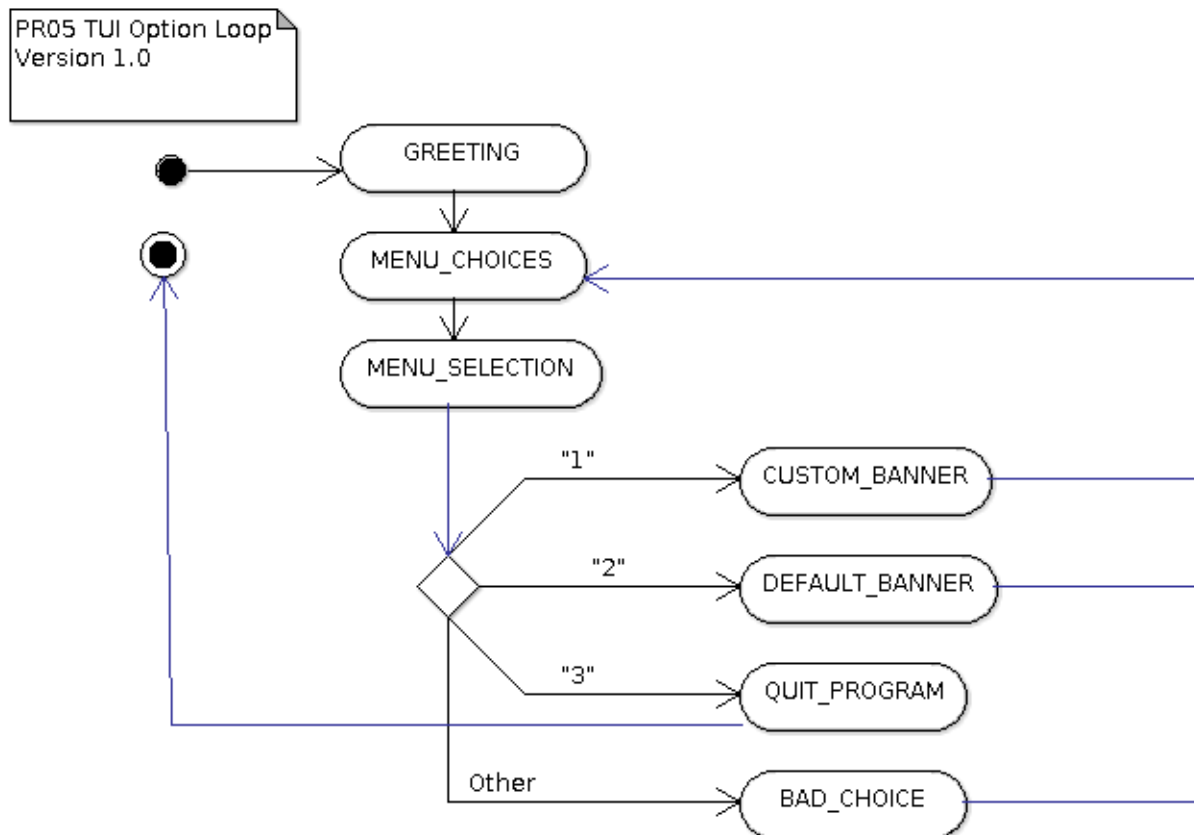 PR05 TUI Option Loop
Version 1.0
GREETING
MENU_CHOICES
MENU_SELECTION
"1"
CUSTOM_BANNER
"2"
DEFAULT_BANNER
"3"
QUIT_PROGRAM
Other
BAD_CHOICE